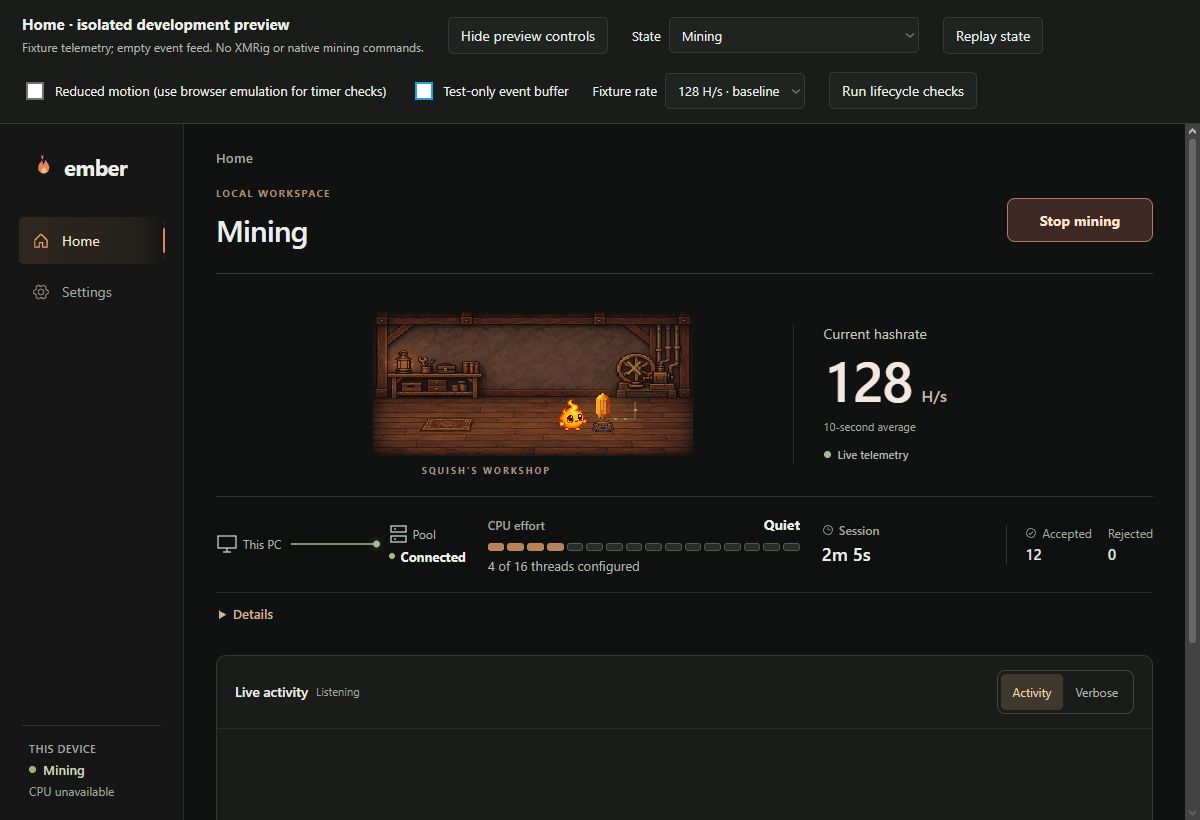 Home · isolated development preview
Fixture telemetry; empty event feed. No XMRig or native mining commands.
Hide preview controls
State
Mining
Replay state
Reduced motion (use browser emulation for timer checks)
Test-only event buffer
Fixture rate
128 H/s · baseline
Run lifecycle checks
ember
Home
Settings
Home
LOCAL WORKSPACE
Mining
Stop mining
SQUISH'S WORKSHOP
Current hashrate
128 H/s
10-second average
Live telemetry
This PC
Pool
Connected
CPU effort
Quiet
4 of 16 threads configured
Session
2m 5s
Accepted
12
Rejected
0
Details
Live activity Listening
Activity
Verbose
THIS DEVICE
Mining
CPU unavailable